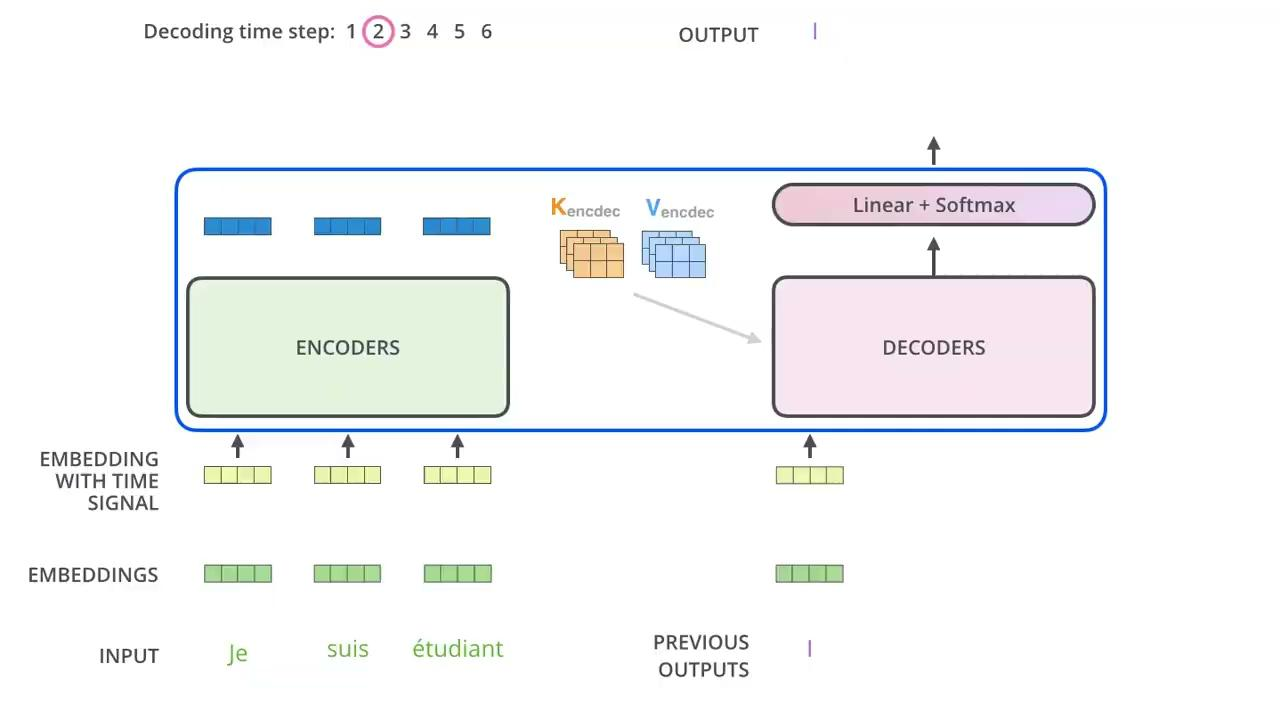 Decoding time step: 1 2 3 4 5 6
OUTPUT I
Kencdec Vencdec
Linear + Softmax
ENCODERS
DECODERS
EMBEDDING
WITH TIME
SIGNAL
EMBEDDINGS
INPUT Je suis étudiant
PREVIOUS
OUTPUTS
I